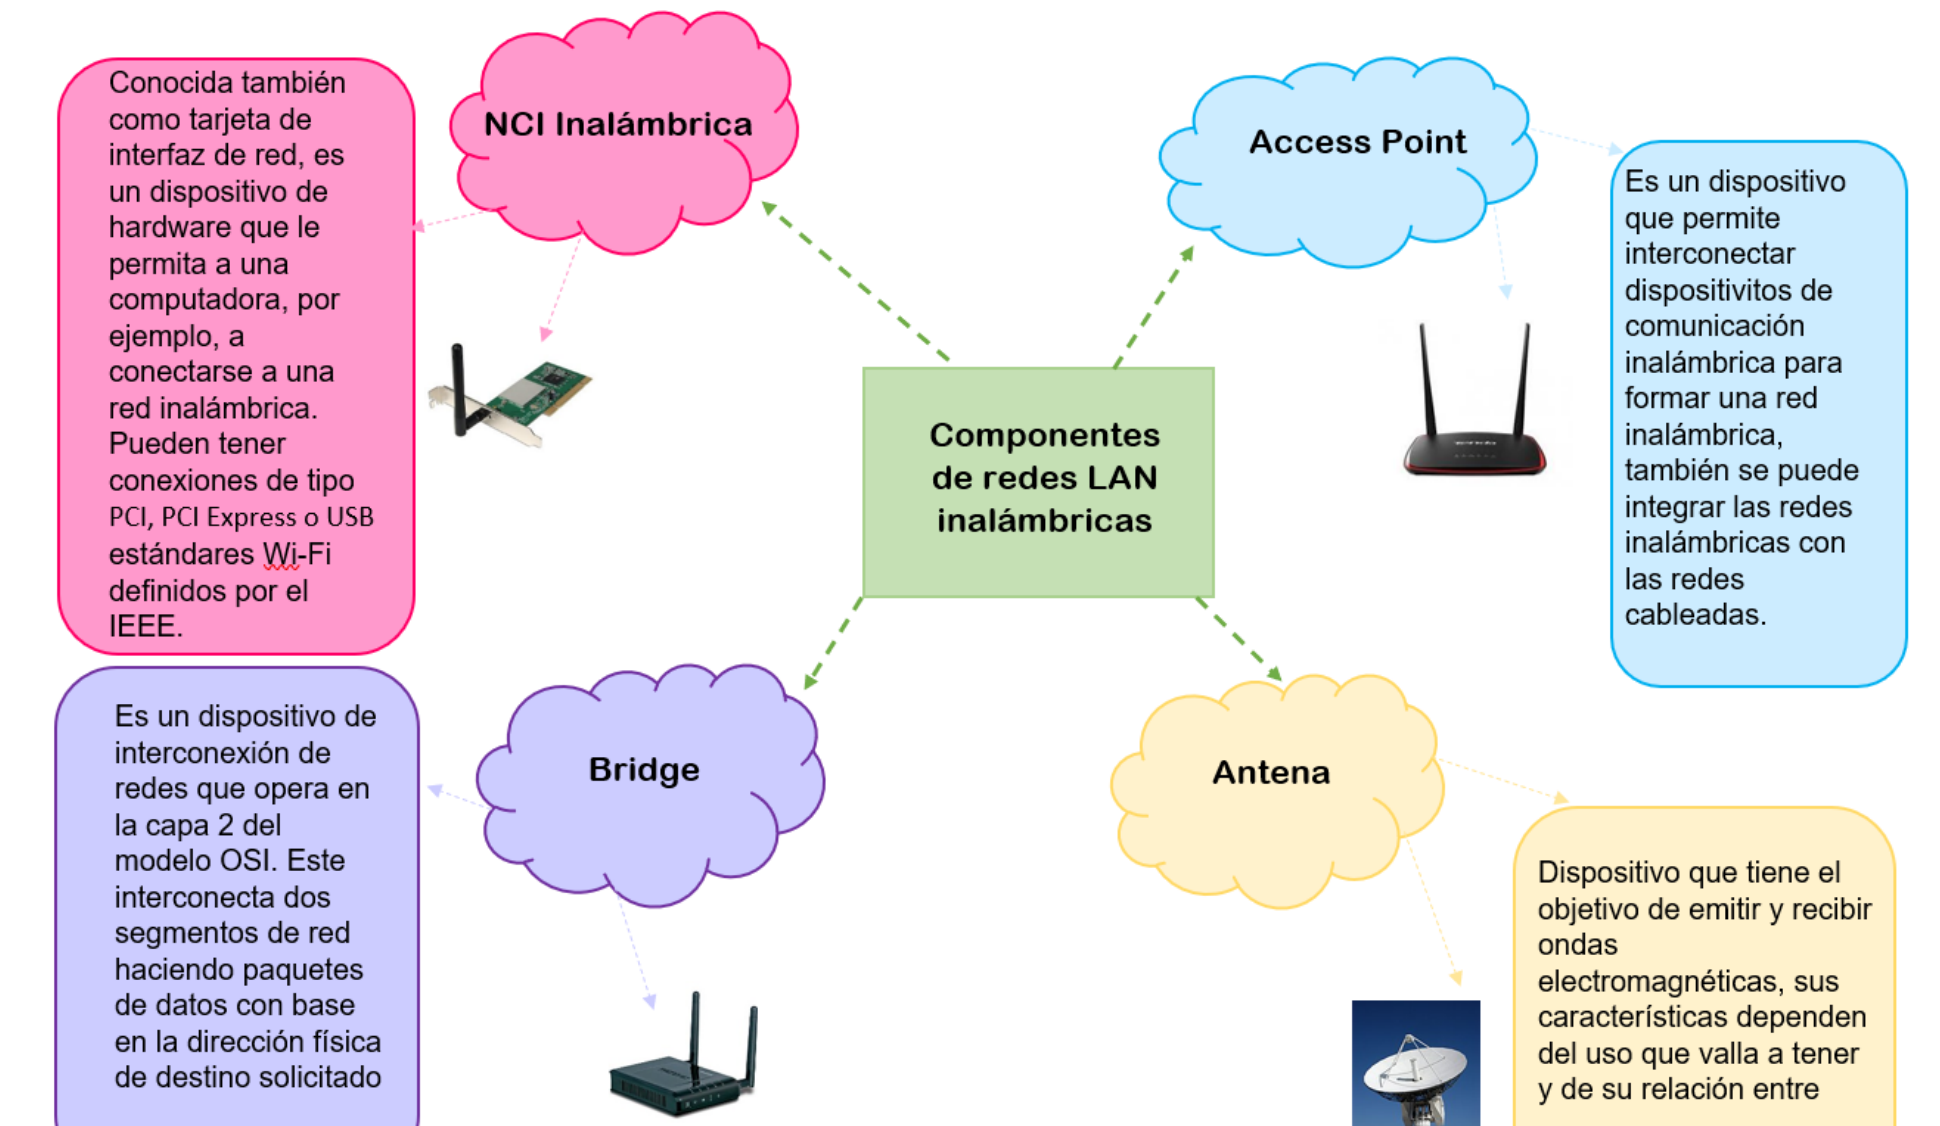 NCI Inalámbrica
Conocida también
como tarjeta de
interfaz de red, es
un dispositivo de
hardware que le
permita a una
computadora, por
ejemplo, a
conectarse a una
red inalámbrica.
Pueden tener
conexiones de tipo
PCI, PCI Express o USB
estándares Wi-Fi
definidos por el
IEEE.
Access Point
Es un dispositivo
que permite
interconectar
dispositivitos de
comunicación
inalámbrica para
formar una red
inalámbrica,
también se puede
integrar las redes
inalámbricas con
las redes
cableadas.
Componentes
de redes LAN
inalámbricas
Bridge
Es un dispositivo de
interconexión de
redes que opera en
la capa 2 del
modelo OSI. Este
interconecta dos
segmentos de red
haciendo paquetes
de datos con base
en la dirección física
de destino solicitado
Antena
Dispositivo que tiene el
objetivo de emitir y recibir
ondas
electromagnéticas, sus
características dependen
del uso que valla a tener
y de su relación entre